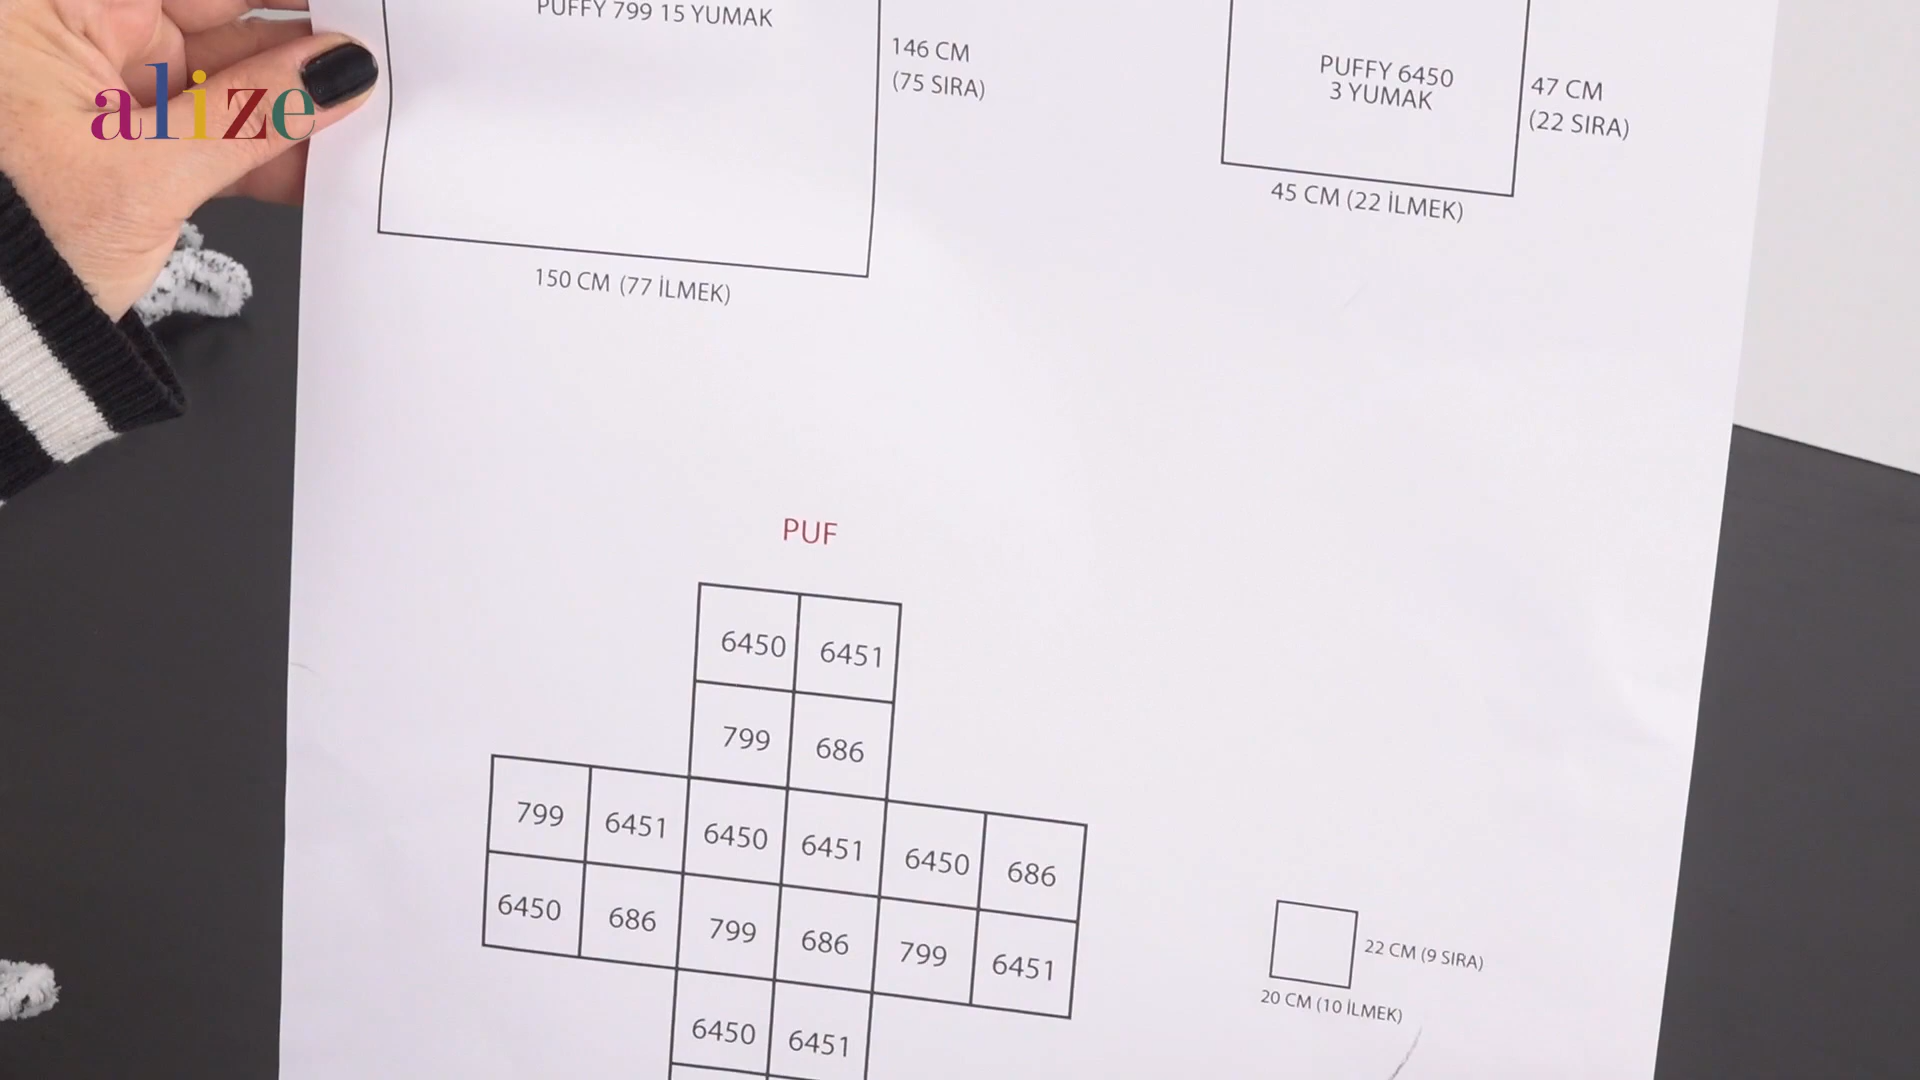 alize
PUFFY 799 15 YUMAK
146 CM
(75 SIRA)
150 CM (77 İLMEK)
PUFFY 6450
3 YUMAK
47 CM
(22 SIRA)
45 CM (22 İLMEK)
PUF
6450 6451
799 686
799 6451 6450 6451 6450 686
6450 686 799 686 799 6451
6450 6451
22 CM (9 SIRA)
20 CM (10 İLMEK)